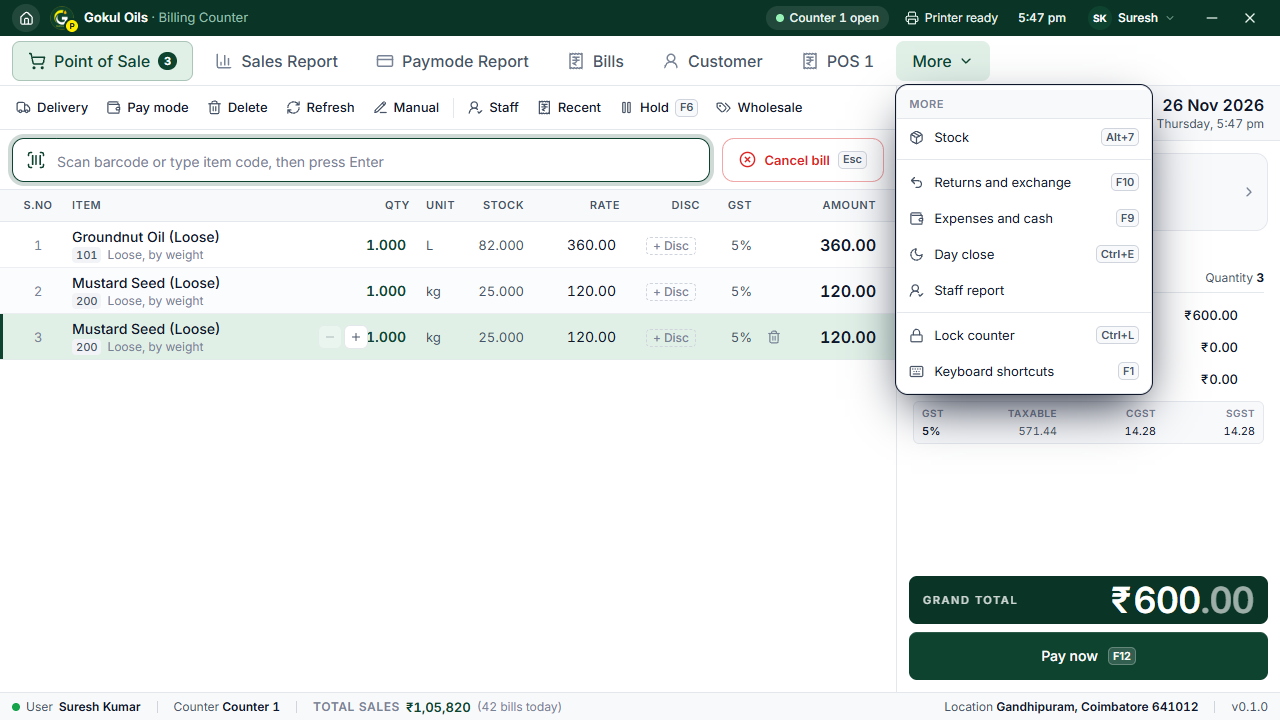 Gokul Oils · Billing Counter
Counter 1 open
Printer ready
5:47 pm
SK Suresh
Point of Sale 3
Sales Report
Paymode Report
Bills
Customer
POS 1
More
Delivery
Pay mode
Delete
Refresh
Manual
Staff
Recent
Hold F6
Wholesale
26 Nov 2026
Thursday, 5:47 pm
Scan barcode or type item code, then press Enter
Cancel bill Esc
MORE
Stock Alt+7
Returns and exchange F10
Expenses and cash F9
Day close Ctrl+E
Staff report
Lock counter Ctrl+L
Keyboard shortcuts F1
S.NO ITEM QTY UNIT STOCK RATE DISC GST AMOUNT
1 Groundnut Oil (Loose) 1.000 L 82.000 360.00 + Disc 5% 360.00
101 Loose, by weight
2 Mustard Seed (Loose) 1.000 kg 25.000 120.00 + Disc 5% 120.00
200 Loose, by weight
3 Mustard Seed (Loose) 1.000 kg 25.000 120.00 + Disc 5% 120.00
200 Loose, by weight
Quantity 3
₹600.00
₹0.00
₹0.00
GST TAXABLE CGST SGST
5% 571.44 14.28 14.28
GRAND TOTAL ₹600.00
Pay now F12
User Suresh Kumar
Counter Counter 1
TOTAL SALES ₹1,05,820 (42 bills today)
Location Gandhipuram, Coimbatore 641012
v0.1.0